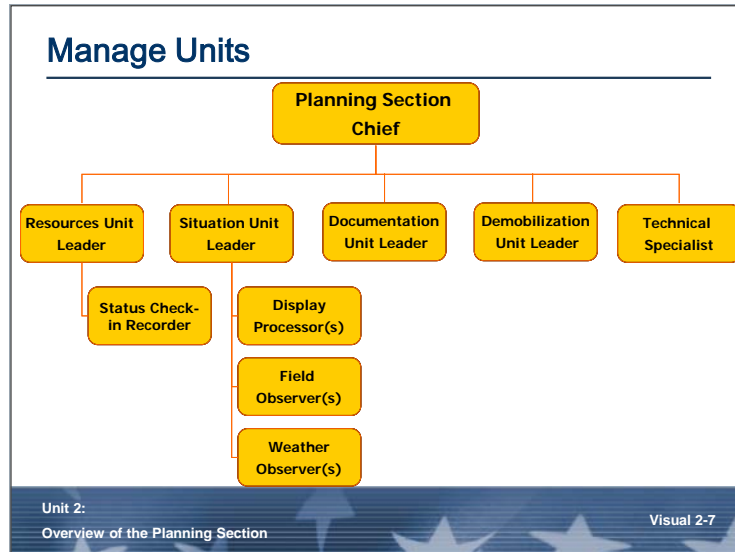 Manage Units
Planning Section
Chief
Resources Unit
Leader
Situation Unit
Leader
Documentation
Unit Leader
Demobilization
Unit Leader
Technical
Specialist
Status Check-
in Recorder
Display
Processor(s)
Field
Observer(s)
Weather
Observer(s)
Unit 2:
Overview of the Planning Section
Visual 2-7